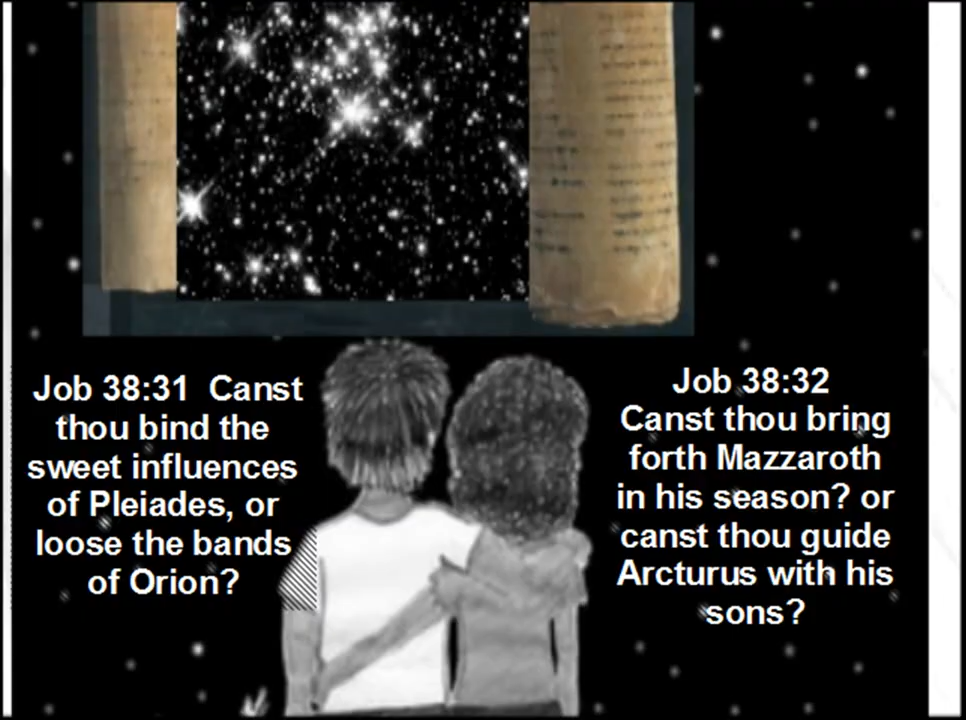 Job 38:31  Canst
thou bind the
sweet influences
of Pleiades, or
loose the bands
of Orion?
Job 38:32
Canst thou bring
forth Mazzaroth
in his season? or
canst thou guide
Arcturus with his
sons?